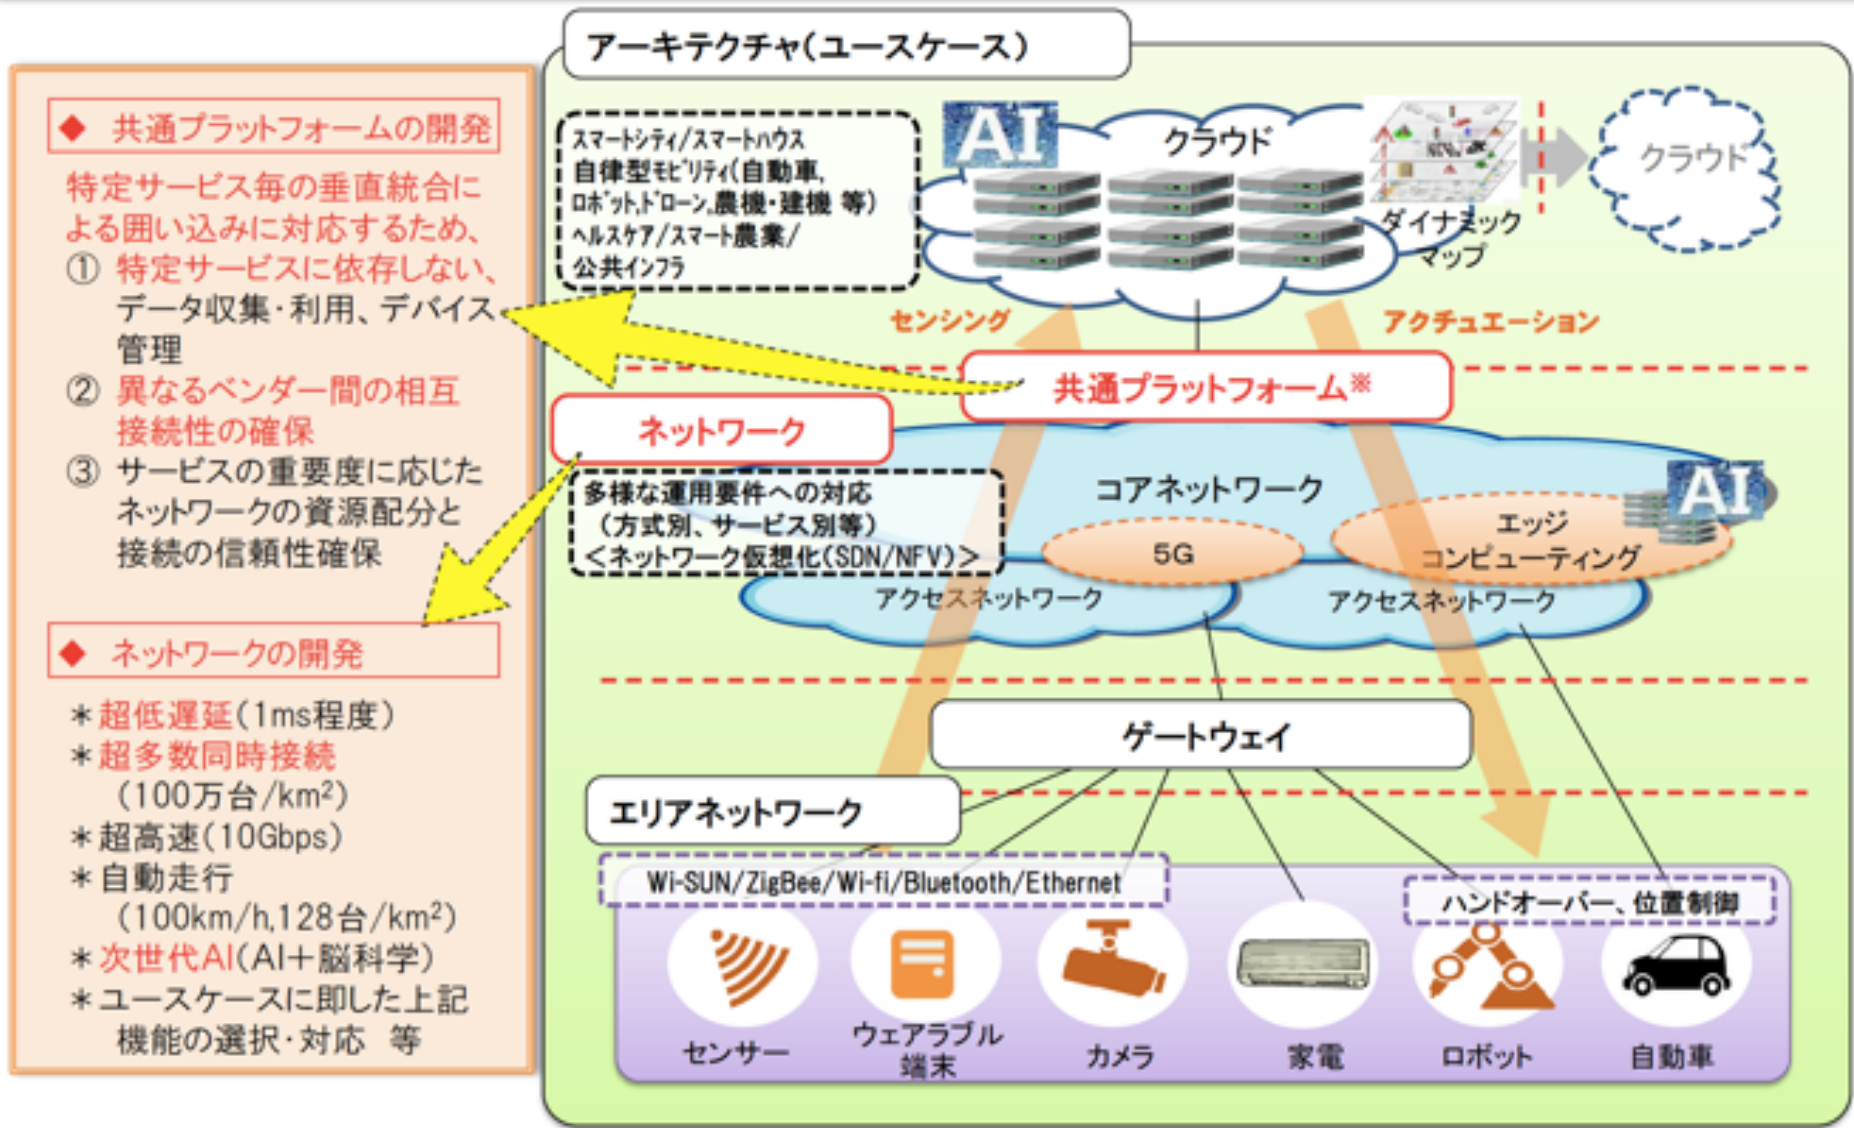 アーキテクチャ(ユースケース)
◆ 共通プラットフォームの開発
特定サービス毎の垂直統合に
よる囲い込みに対応するため、
① 特定サービスに依存しない、
データ収集・利用、デバイス
管理
② 異なるベンダー間の相互
接続性の確保
③ サービスの重要度に応じた
ネットワークの資源配分と
接続の信頼性確保
◆ ネットワークの開発
＊超低遅延(1ms程度)
＊超多数同時接続
(100万台/km²)
＊超高速(10Gbps)
＊自動走行
(100km/h,128台/km²)
＊次世代AI(AI＋脳科学)
＊ユースケースに即した上記
機能の選択・対応 等
スマートシティ/スマートハウス
自律型モビリティ(自動車,
ロボット,ドローン,農機・建機 等)
ヘルスケア/スマート農業/
公共インフラ
AI
クラウド
ダイナミック
マップ
クラウド
センシング
アクチュエーション
共通プラットフォーム※
ネットワーク
多様な運用要件への対応
(方式別、サービス別等)
＜ネットワーク仮想化(SDN/NFV)＞
コアネットワーク
AI
5G
エッジ
コンピューティング
アクセスネットワーク
アクセスネットワーク
ゲートウェイ
エリアネットワーク
Wi-SUN/ZigBee/Wi-fi/Bluetooth/Ethernet
ハンドオーバー、位置制御
センサー
ウェアラブル
端末
カメラ
家電
ロボット
自動車